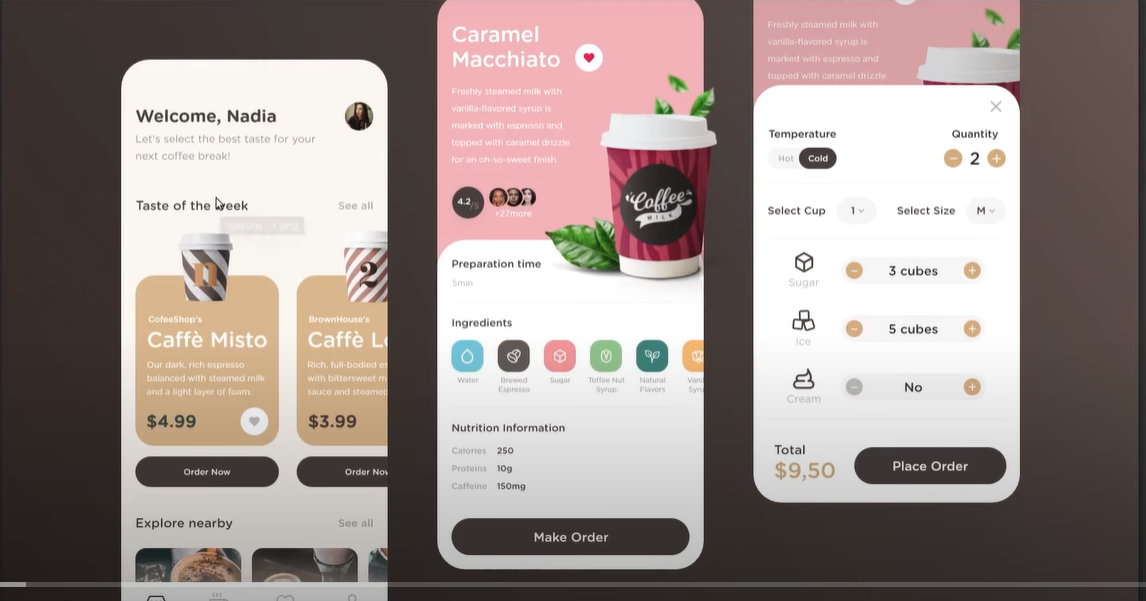 Welcome, Nadia
Let's select the best taste for your
next coffee break!
Taste of the week
See all
n
2
CofeeShop's
Caffè Misto
Our dark, rich espresso
balanced with steamed milk
and a light layer of foam.
$4.99
Order Now
BrownHouse's
Caffè L
Rich, full-bodied es
with bittersweet m
sauce and steamed
$3.99
Order Now
Explore nearby
See all
Caramel
Macchiato
Freshly steamed milk with
vanilla-flavored syrup is
marked with espresso and
topped with caramel drizzle
for an oh-so-sweet finish.
4.2/5
+27more
Coffee
MILK
Preparation time
5min
Ingredients
Water
Brewed
Espresso
Sugar
Toffee Nut
Syrup
Natural
Flavors
Vani
Syru
Nutrition Information
Calories 250
Proteins 10g
Caffeine 150mg
Make Order
Freshly steamed milk with
vanilla-flavored syrup is
marked with espresso and
topped with caramel drizzle
Temperature
Quantity
Hot Cold
− 2 +
Select Cup 1
Select Size M
Sugar
− 3 cubes +
Ice
− 5 cubes +
Cream
− No +
Total
$9,50
Place Order